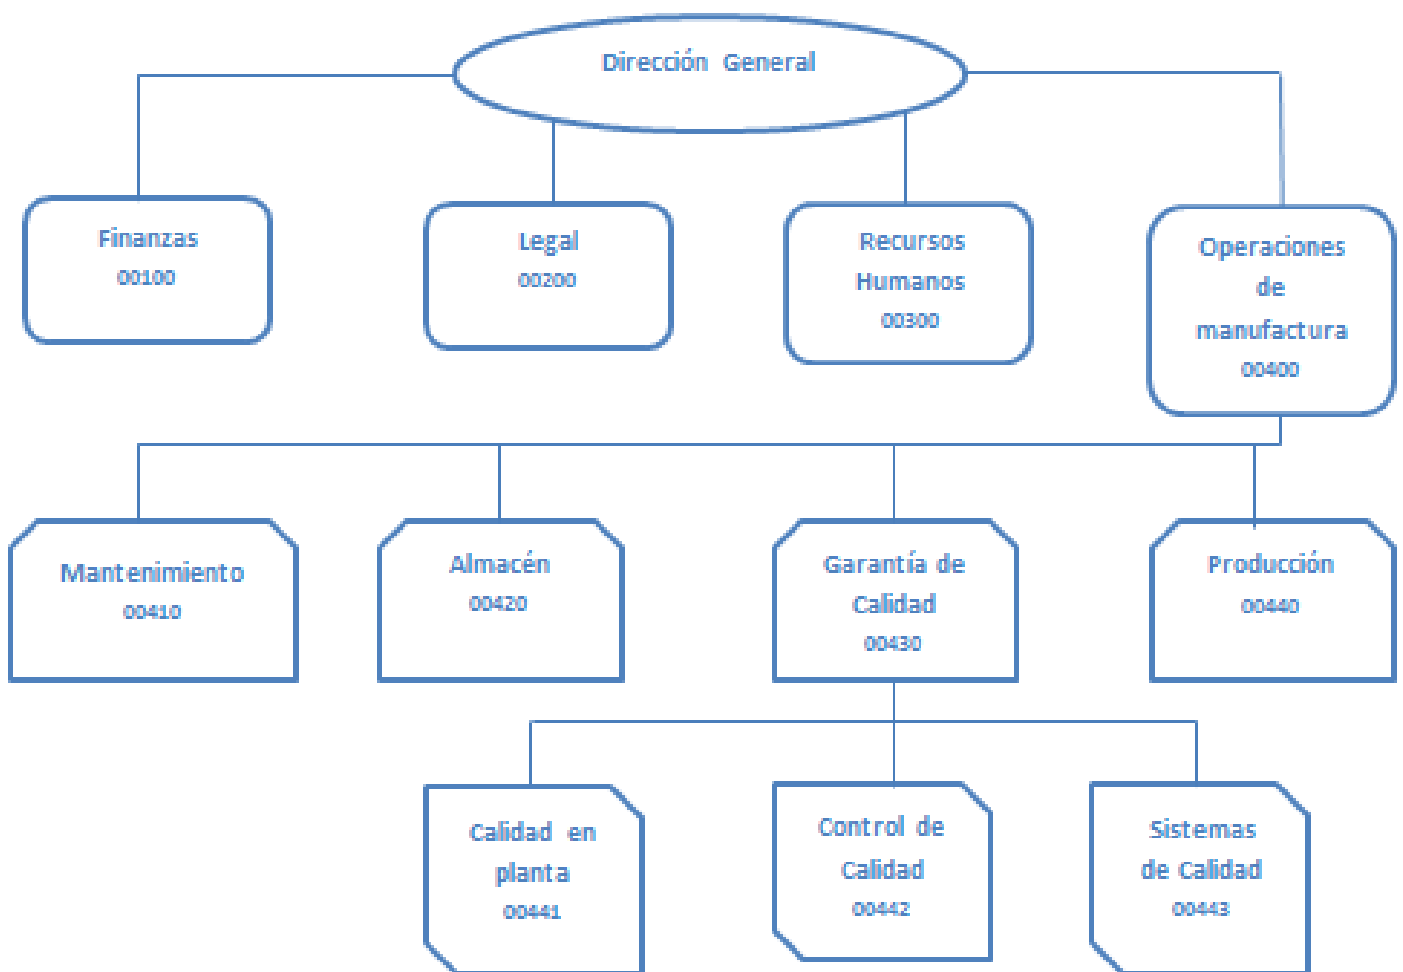 Dirección General
Finanzas
00100
Legal
00200
Recursos
Humanos
00300
Operaciones
de
manufactura
00400
Mantenimiento
00410
Almacén
00420
Garantía de
Calidad
00430
Producción
00440
Calidad en
planta
00441
Control de
Calidad
00442
Sistemas
de Calidad
00443